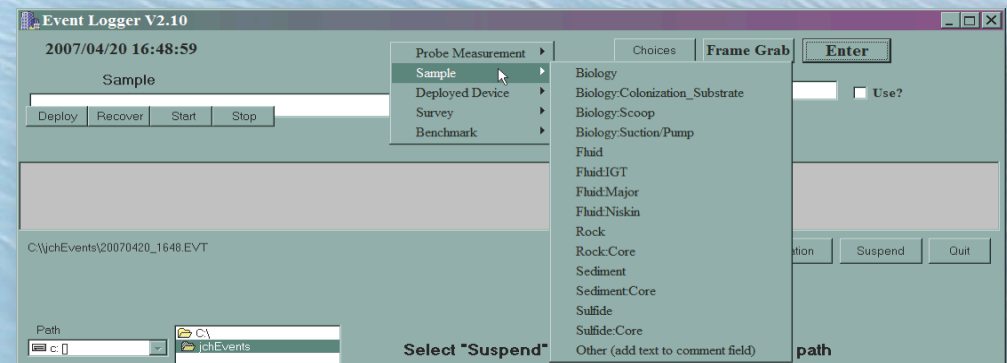 Event Logger V2.10
2007/04/20 16:48:59
Sample
Deploy Recover Start Stop
Probe Measurement
Sample
Deployed Device
Survey
Benchmark
Choices Frame Grab Enter
Use?
Biology
Biology:Colonization_Substrate
Biology:Scoop
Biology:Suction/Pump
Fluid
Fluid:IGT
Fluid:Major
Fluid:Niskin
Rock
Rock:Core
Sediment
Sediment:Core
Sulfide
Sulfide:Core
Other (add text to comment field)
C:\\jchEvents\20070420_1648.EVT
Suspend Quit
Path
c: []
C:\
jchEvents
Select "Suspend" path